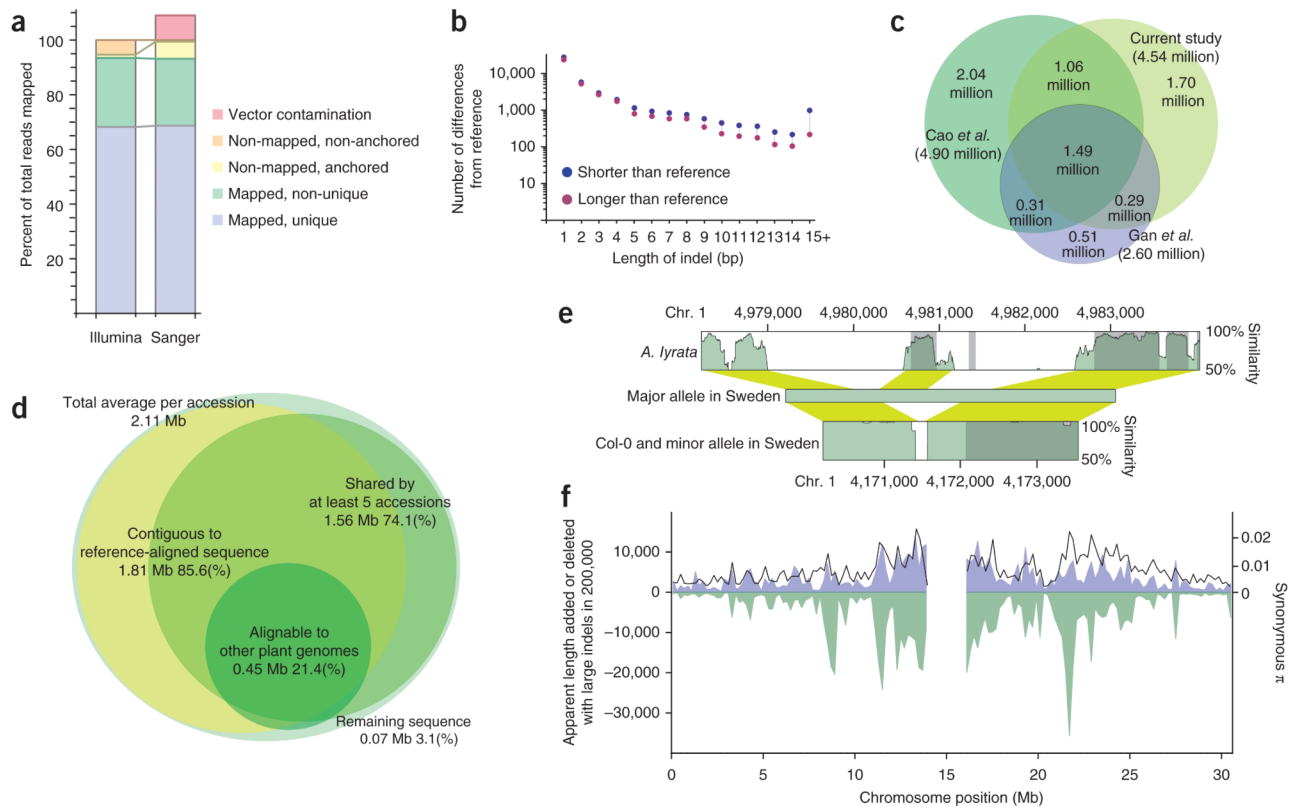 a
Percent of total reads mapped
100
80
60
40
20
Illumina
Sanger
Vector contamination
Non-mapped, non-anchored
Non-mapped, anchored
Mapped, non-unique
Mapped, unique
b
Number of differences
from reference
10,000
1,000
100
10
Shorter than reference
Longer than reference
1 2 3 4 5 6 7 8 9 10 11 12 13 14 15+
Length of indel (bp)
c
Current study
(4.54 million)
2.04
million
1.06
million
1.70
million
Cao et al.
(4.90 million)
1.49
million
0.31
million
0.29
million
0.51
million
Gan et al.
(2.60 million)
d
Total average per accession
2.11 Mb
Shared by
at least 5 accessions
1.56 Mb 74.1(%)
Contiguous to
reference-aligned sequence
1.81 Mb 85.6(%)
Alignable to
other plant genomes
0.45 Mb 21.4(%)
Remaining sequence
0.07 Mb 3.1(%)
e
Chr. 1 4,979,000 4,980,000 4,981,000 4,982,000 4,983,000
A. lyrata
100%
50%
Similarity
Major allele in Sweden
Col-0 and minor allele in Sweden
100%
50%
Similarity
Chr. 1 4,171,000 4,172,000 4,173,000
f
Apparent length added or deleted
with large indels in 200,000
10,000
0
−10,000
−20,000
−30,000
0.02
0.01
0
Synonymous π
0 5 10 15 20 25 30
Chromosome position (Mb)